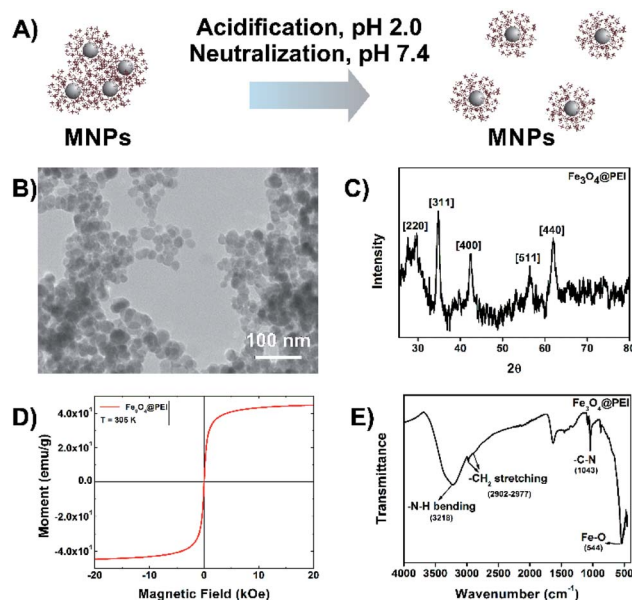 A)
Acidification, pH 2.0
Neutralization, pH 7.4
MNPs
MNPs
B)
100 nm
C)
Fe₃O₄@PEI
[220]
[311]
[400]
[511]
[440]
Intensity
30 40 50 60 70 80
2θ
D)
Fe₃O₄@PEI
T = 305 K
4.0x10¹
2.0x10¹
0.0
-2.0x10¹
-4.0x10¹
Moment (emu/g)
-20 -10 0 10 20
Magnetic Field (kOe)
E)
Fe₃O₄@PEI
-C-N
(1043)
-CH₂ stretching
(2902-2977)
-N-H bending
(3218)
Fe-O
(544)
Transmittance
4000 3500 3000 2500 2000 1500 1000 500
Wavenumber (cm⁻¹)